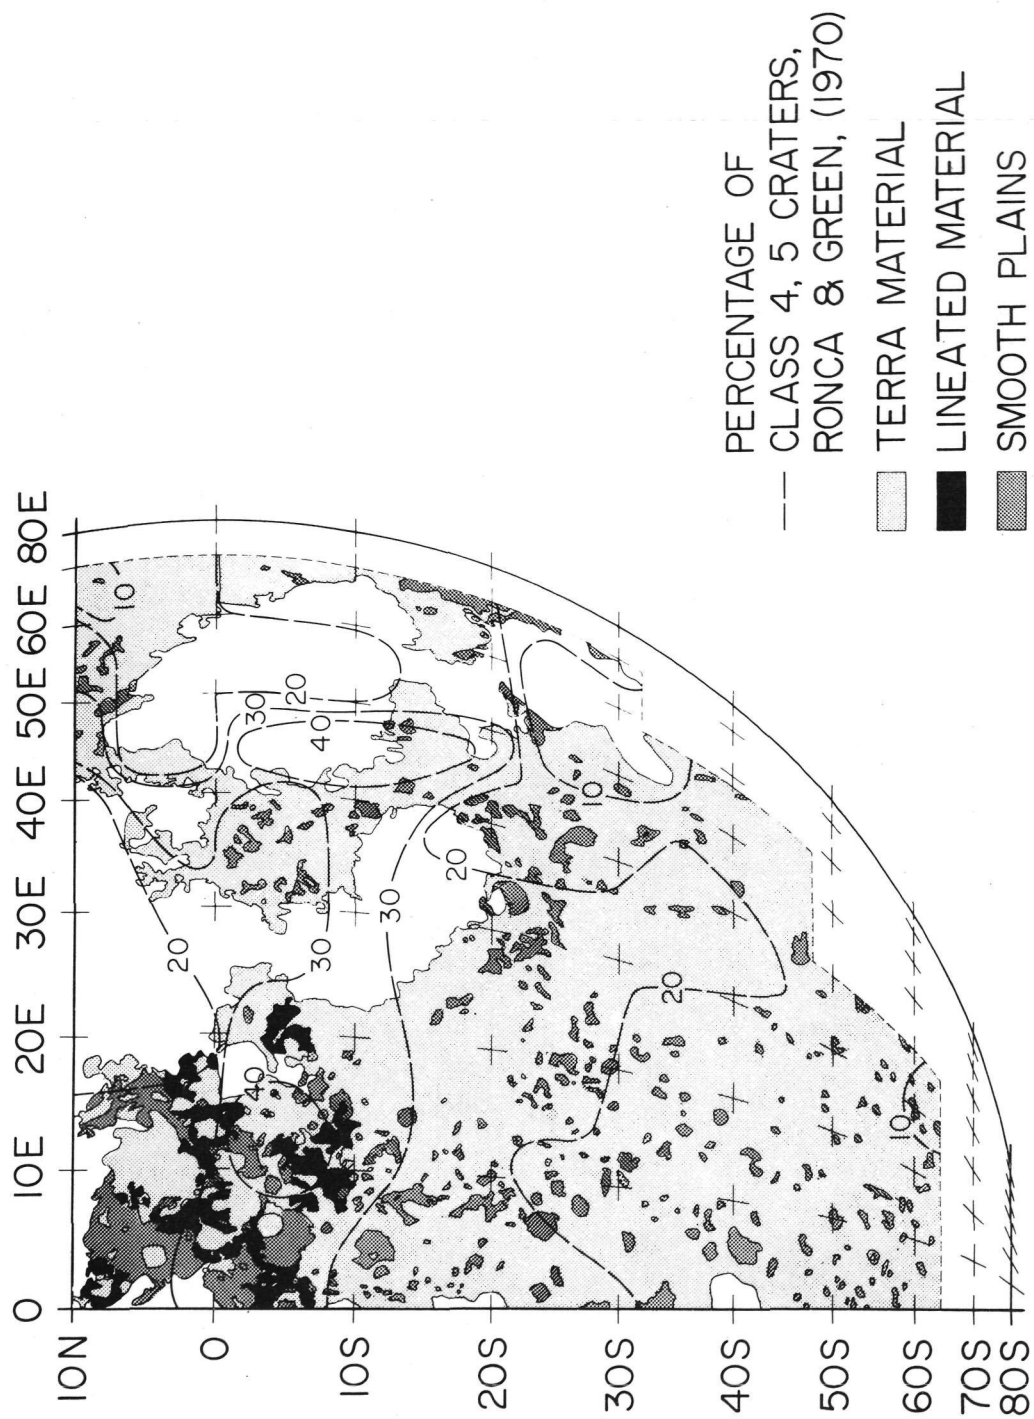 0 10E 20E 30E 40E 50E 60E 80E
10N
0
10S
20S
30S
40S
50S
60S
70S
80S
10
20
40
30
20
30
40
30
20
10
20
10
PERCENTAGE OF
CLASS 4, 5 CRATERS,
RONCA & GREEN, (1970)
TERRA MATERIAL
LINEATED MATERIAL
SMOOTH PLAINS